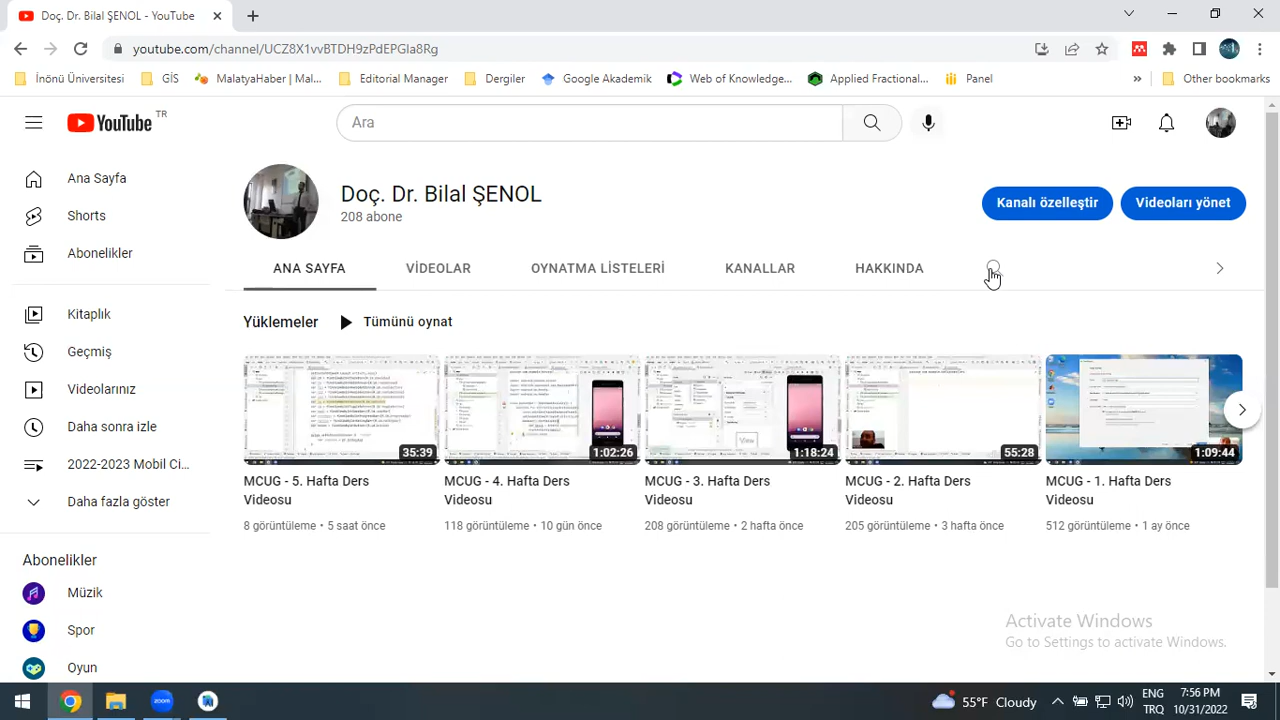 Doç. Dr. Bilal ŞENOL - YouTube
youtube.com/channel/UCZ8X1vvBTDH9zPdEPGla8Rg
İnönü Üniversitesi
GİS
MalatyaHaber | Mal...
Editorial Manager
Dergiler
Google Akademik
Web of Knowledge...
Applied Fractional...
Panel
Other bookmarks
YouTube TR
Ara
Ana Sayfa
Shorts
Abonelikler
Kitaplık
Geçmiş
Videolarınız
Daha sonra izle
2022-2023 Mobil Ci...
Daha fazla göster
Abonelikler
Müzik
Spor
Oyun
Doç. Dr. Bilal ŞENOL
208 abone
Kanalı özelleştir
Videoları yönet
ANA SAYFA
VİDEOLAR
OYNATMA LİSTELERİ
KANALLAR
HAKKINDA
Yüklemeler
Tümünü oynat
35:39
1:02:26
1:18:24
55:28
1:09:44
MCUG - 5. Hafta Ders
Videosu
8 görüntüleme • 5 saat önce
MCUG - 4. Hafta Ders
Videosu
118 görüntüleme • 10 gün önce
MCUG - 3. Hafta Ders
Videosu
208 görüntüleme • 2 hafta önce
MCUG - 2. Hafta Ders
Videosu
205 görüntüleme • 3 hafta önce
MCUG - 1. Hafta Ders
Videosu
512 görüntüleme • 1 ay önce
Activate Windows
Go to Settings to activate Windows.
zoom
55°F Cloudy
ENG
TRQ
7:56 PM
10/31/2022